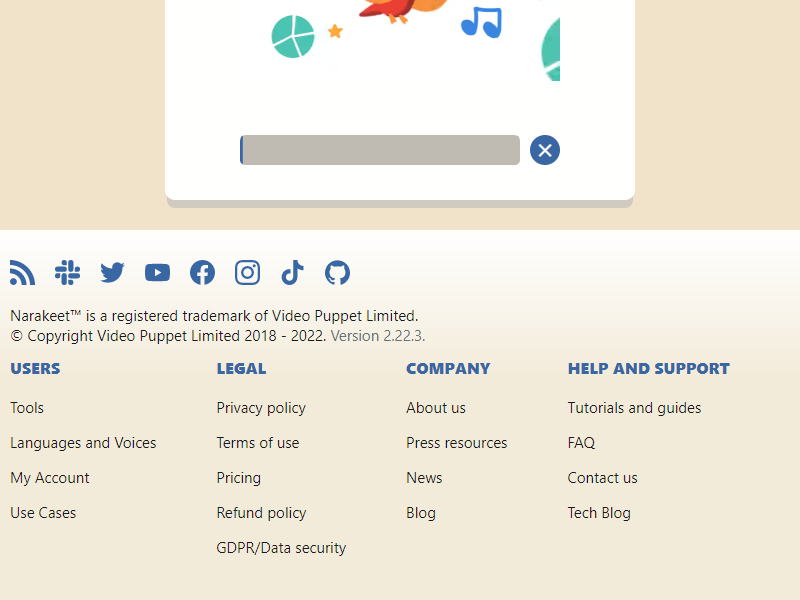 Narakeet™ is a registered trademark of Video Puppet Limited.
© Copyright Video Puppet Limited 2018 - 2022. Version 2.22.3.
USERS
Tools
Languages and Voices
My Account
Use Cases
LEGAL
Privacy policy
Terms of use
Pricing
Refund policy
GDPR/Data security
COMPANY
About us
Press resources
News
Blog
HELP AND SUPPORT
Tutorials and guides
FAQ
Contact us
Tech Blog